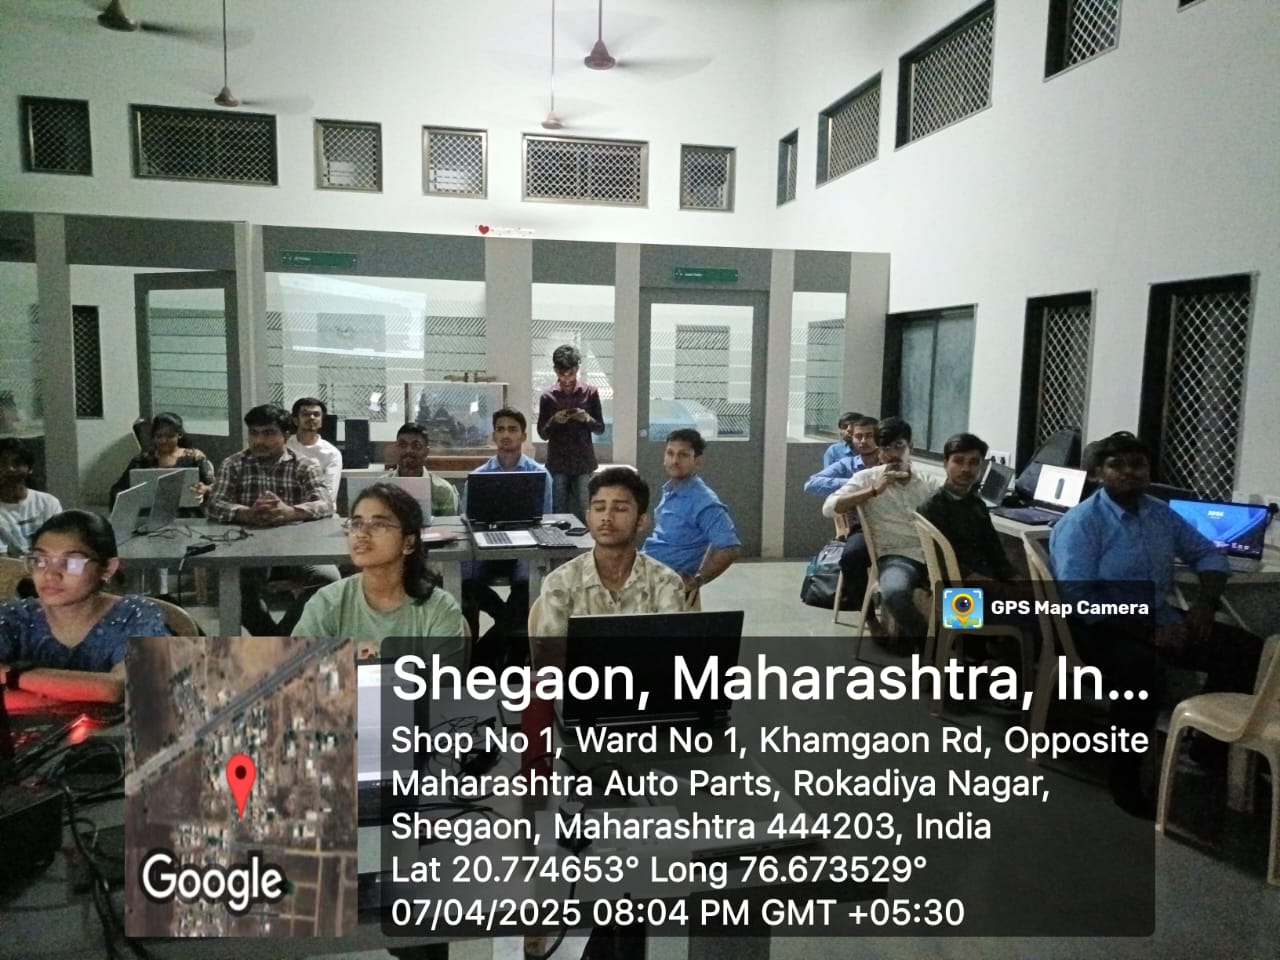 GPS Map Camera
Shegaon, Maharashtra, In...
Shop No 1, Ward No 1, Khamgaon Rd, Opposite
Maharashtra Auto Parts, Rokadiya Nagar,
Shegaon, Maharashtra 444203, India
Lat 20.774653° Long 76.673529°
07/04/2025 08:04 PM GMT +05:30
Google